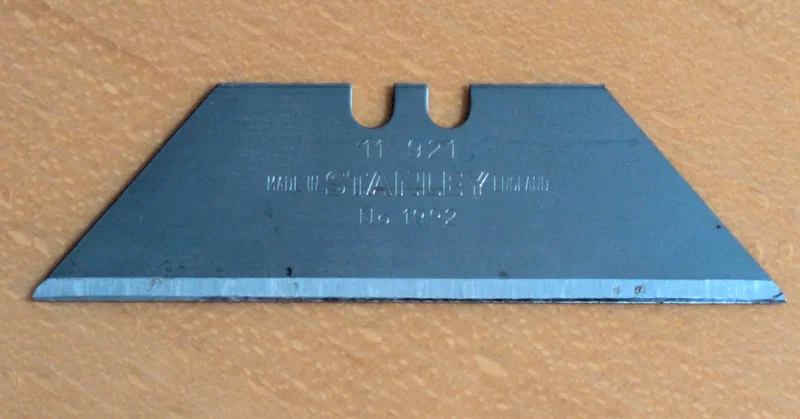 11 921
MADE IN STANLEY ENGLAND
No 1992